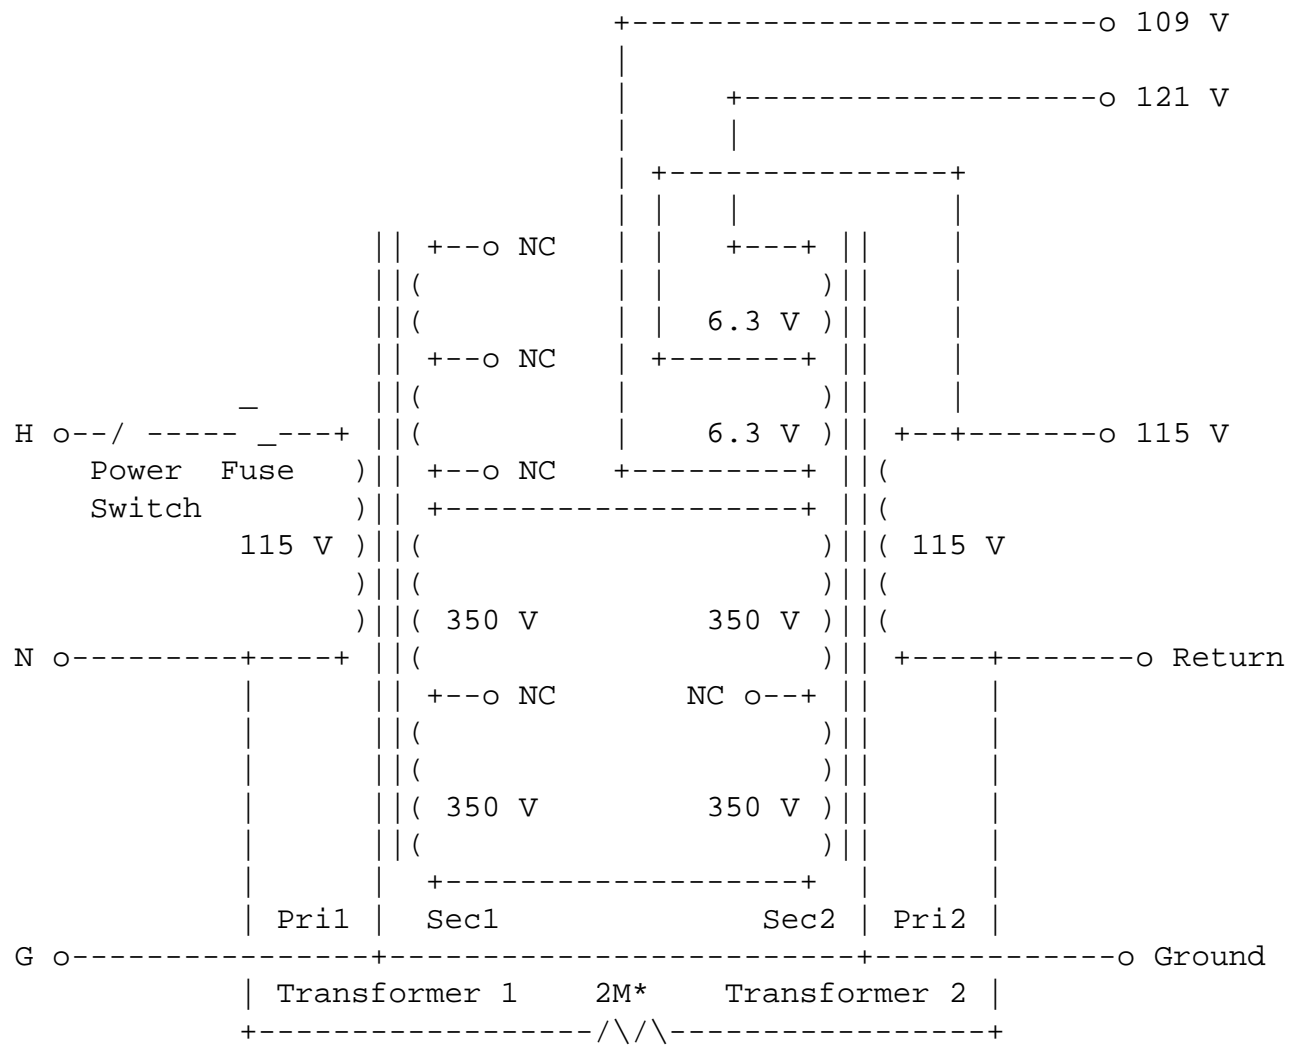 109 V
121 V
NC
6.3 V
NC
H 6.3 V 115 V
Power Fuse NC
Switch
115 V 115 V
350 V 350 V
N Return
NC NC
350 V 350 V
Pri1 Sec1 Sec2 Pri2
G Ground
Transformer 1 2M* Transformer 2